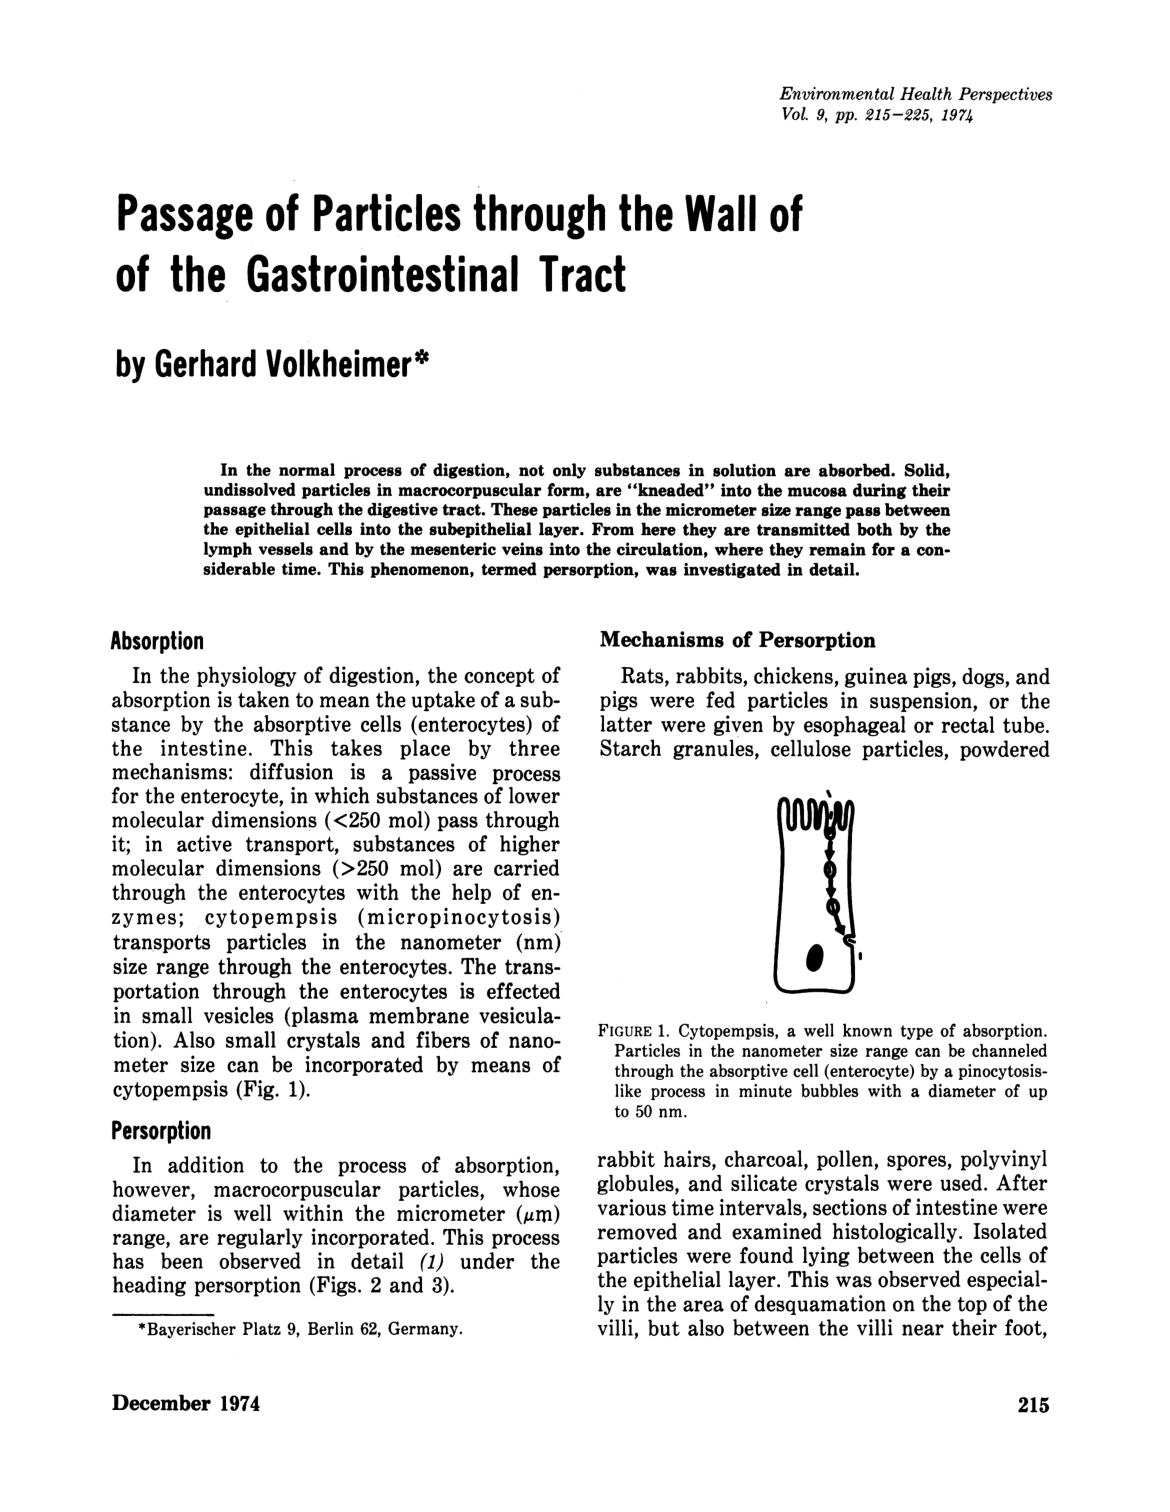 Environmental Health Perspectives
Vol. 9, pp. 215–225, 1974
Passage of Particles through the Wall of
of the Gastrointestinal Tract
by Gerhard Volkheimer*
In the normal process of digestion, not only substances in solution are absorbed. Solid,
undissolved particles in macrocorpuscular form, are “kneaded” into the mucosa during their
passage through the digestive tract. These particles in the micrometer size range pass between
the epithelial cells into the subepithelial layer. From here they are transmitted both by the
lymph vessels and by the mesenteric veins into the circulation, where they remain for a con-
siderable time. This phenomenon, termed persorption, was investigated in detail.
Absorption
In the physiology of digestion, the concept of
absorption is taken to mean the uptake of a sub-
stance by the absorptive cells (enterocytes) of
the intestine. This takes place by three
mechanisms: diffusion is a passive process
for the enterocyte, in which substances of lower
molecular dimensions (<250 mol) pass through
it; in active transport, substances of higher
molecular dimensions (>250 mol) are carried
through the enterocytes with the help of en-
zymes; cytopempsis (micropinocytosis)
transports particles in the nanometer (nm)
size range through the enterocytes. The trans-
portation through the enterocytes is effected
in small vesicles (plasma membrane vesicula-
tion). Also small crystals and fibers of nano-
meter size can be incorporated by means of
cytopempsis (Fig. 1).
Persorption
In addition to the process of absorption,
however, macrocorpuscular particles, whose
diameter is well within the micrometer (μm)
range, are regularly incorporated. This process
has been observed in detail (1) under the
heading persorption (Figs. 2 and 3).
*Bayerischer Platz 9, Berlin 62, Germany.
Mechanisms of Persorption
Rats, rabbits, chickens, guinea pigs, dogs, and
pigs were fed particles in suspension, or the
latter were given by esophageal or rectal tube.
Starch granules, cellulose particles, powdered
FIGURE 1. Cytopempsis, a well known type of absorption.
Particles in the nanometer size range can be channeled
through the absorptive cell (enterocyte) by a pinocytosis-
like process in minute bubbles with a diameter of up
to 50 nm.
rabbit hairs, charcoal, pollen, spores, polyvinyl
globules, and silicate crystals were used. After
various time intervals, sections of intestine were
removed and examined histologically. Isolated
particles were found lying between the cells of
the epithelial layer. This was observed especial-
ly in the area of desquamation on the top of the
villi, but also between the villi near their foot,
December 1974
215